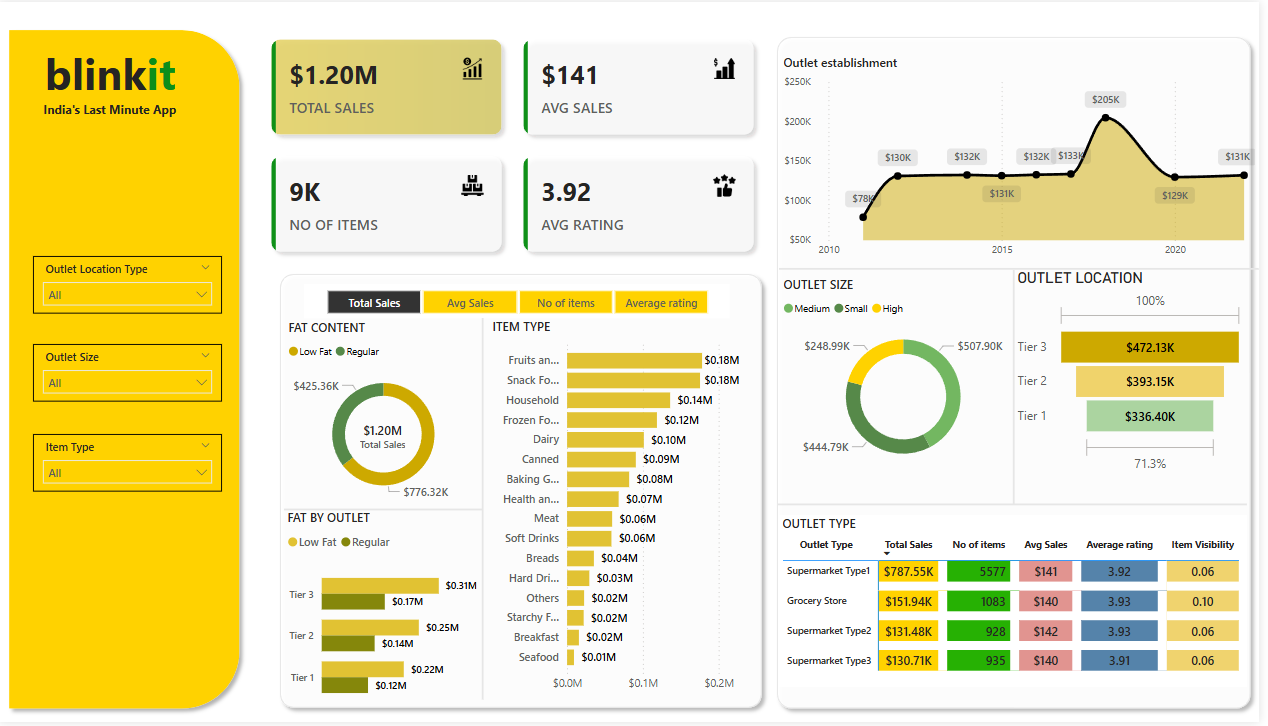 blinkit
India's Last Minute App
Outlet Location Type
All
Outlet Size
All
Item Type
All
$1.20M
TOTAL SALES
$141
AVG SALES
9K
NO OF ITEMS
3.92
AVG RATING
Total Sales
Avg Sales
No of items
Average rating
FAT CONTENT
Low Fat
Regular
$425.36K
$1.20M
Total Sales
$776.32K
FAT BY OUTLET
Low Fat
Regular
Tier 3
$0.31M
$0.17M
Tier 2
$0.25M
$0.14M
Tier 1
$0.22M
$0.12M
ITEM TYPE
Fruits an... $0.18M
Snack Fo... $0.18M
Household $0.14M
Frozen Fo... $0.12M
Dairy $0.10M
Canned $0.09M
Baking G... $0.08M
Health an... $0.07M
Meat $0.06M
Soft Drinks $0.06M
Breads $0.04M
Hard Dri... $0.03M
Others $0.02M
Starchy F... $0.02M
Breakfast $0.02M
Seafood $0.01M
$0.0M $0.1M $0.2M
Outlet establishment
$250K
$200K
$150K
$100K
$50K
$78K
$130K
$132K
$131K
$132K
$133K
$205K
$129K
$131K
2010 2015 2020
OUTLET SIZE
Medium Small High
$248.99K
$507.90K
$444.79K
OUTLET LOCATION
100%
Tier 3 $472.13K
Tier 2 $393.15K
Tier 1 $336.40K
71.3%
OUTLET TYPE
Outlet Type Total Sales No of items Avg Sales Average rating Item Visibility
Supermarket Type1 $787.55K 5577 $141 3.92 0.06
Grocery Store $151.94K 1083 $140 3.93 0.10
Supermarket Type2 $131.48K 928 $142 3.93 0.06
Supermarket Type3 $130.71K 935 $140 3.91 0.06